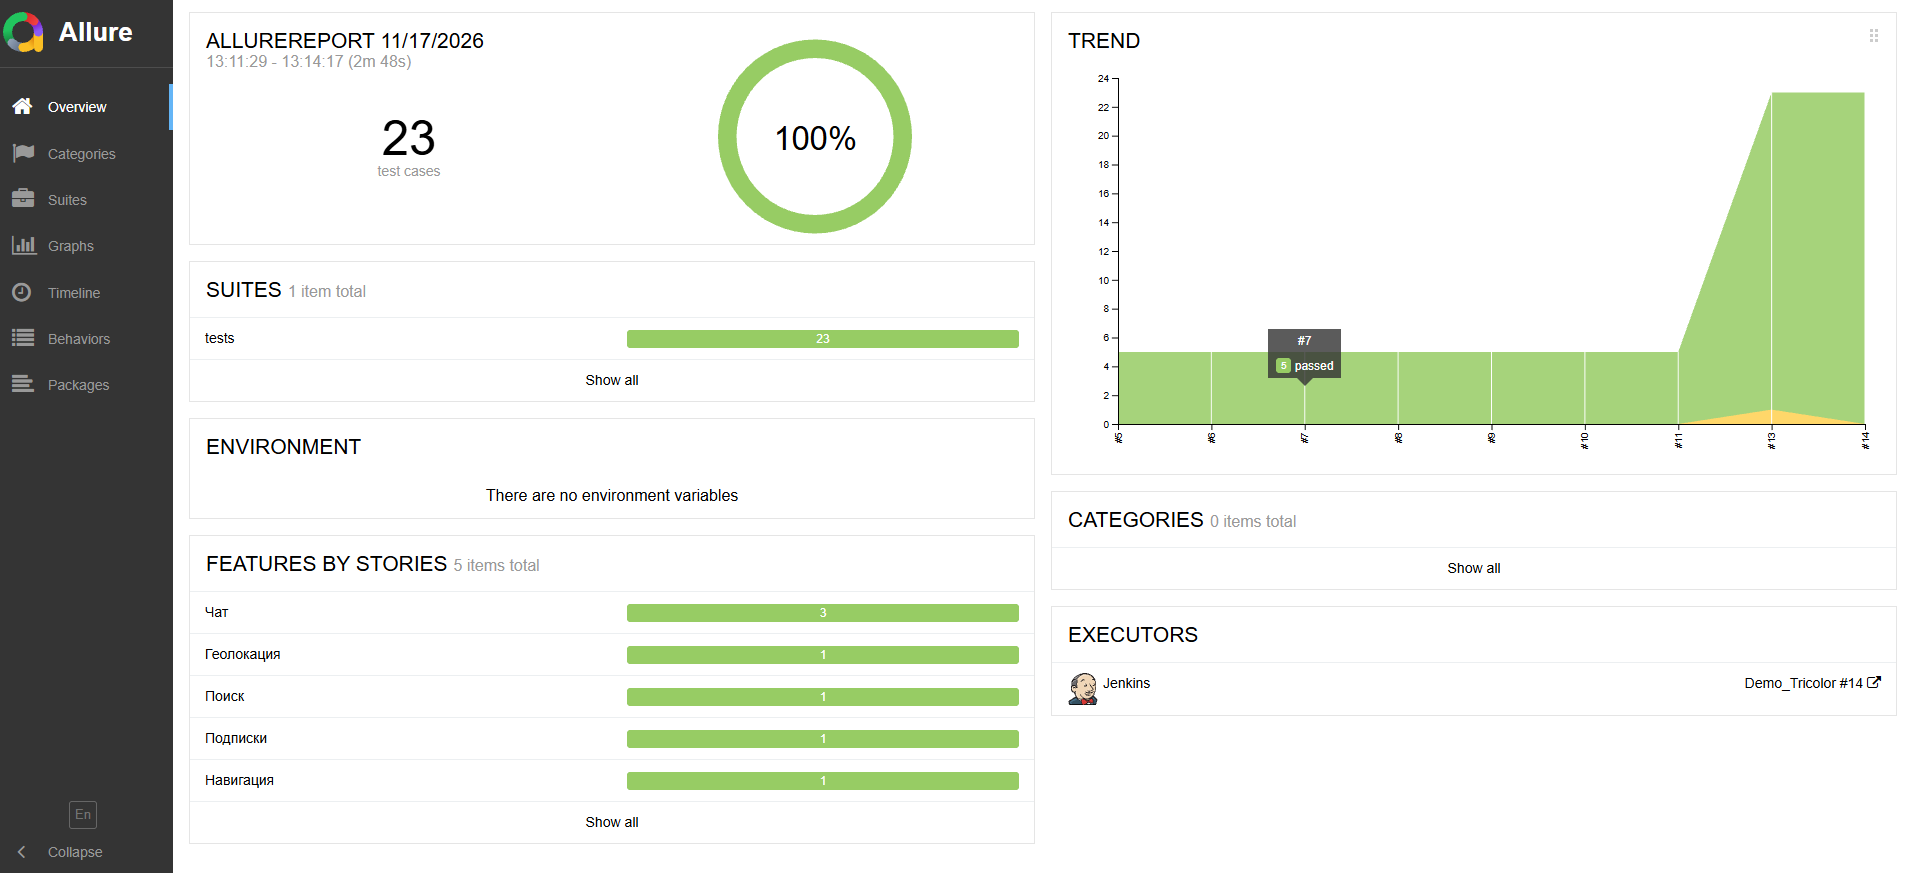 Allure
Overview
Categories
Suites
Graphs
Timeline
Behaviors
Packages
En
Collapse
ALLUREREPORT 11/17/2026
13:11:29 - 13:14:17 (2m 48s)
23
test cases
100%
SUITES 1 item total
tests 23
Show all
ENVIRONMENT
There are no environment variables
FEATURES BY STORIES 5 items total
Чат 3
Геолокация 1
Поиск 1
Подписки 1
Навигация 1
Show all
TREND
24
22
20
18
16
14
12
10
8
6
4
2
0
#7
5 passed
#5 #6 #7 #8 #9 #10 #11 #13 #14
CATEGORIES 0 items total
Show all
EXECUTORS
Jenkins Demo_Tricolor #14